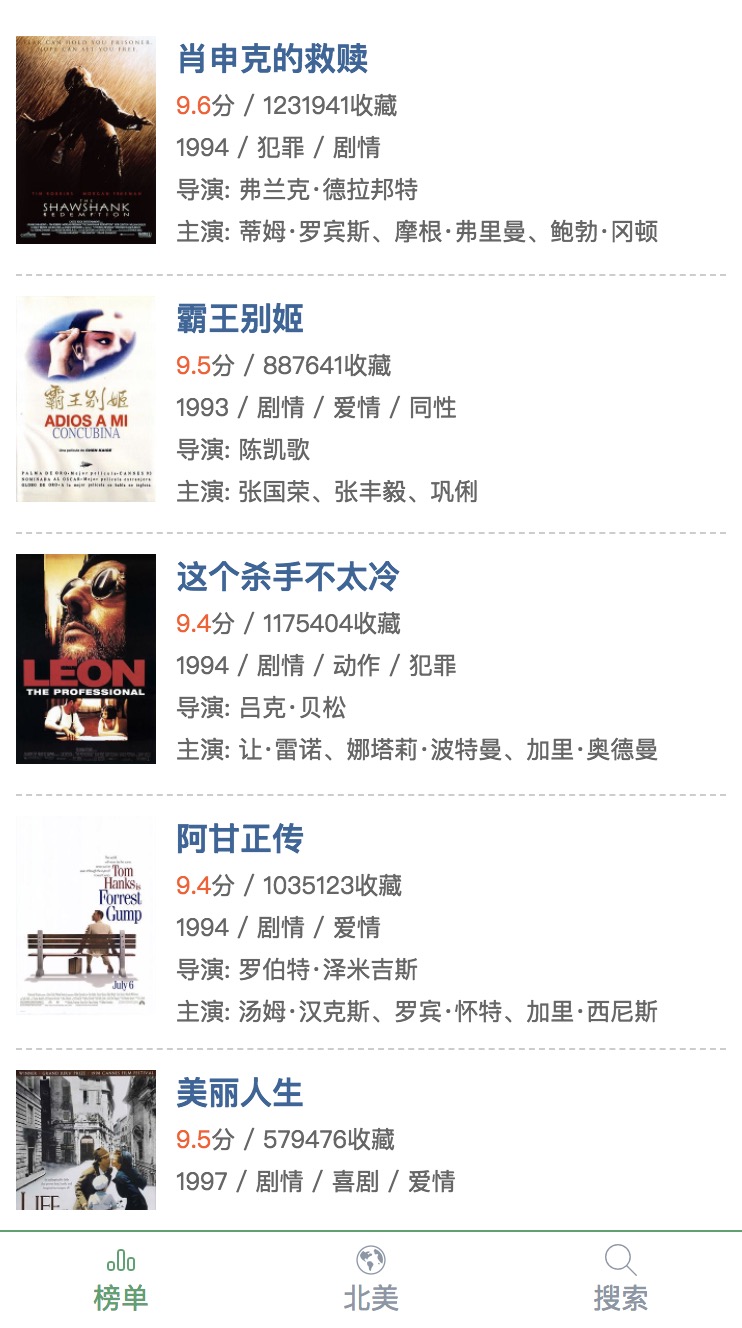 FEAR CAN HOLD YOU PRISONER.
HOPE CAN SET YOU FREE.
TIM ROBBINS MORGAN FREEMAN
THE
SHAWSHANK
REDEMPTION
肖申克的救赎
9.6分 / 1231941收藏
1994 / 犯罪 / 剧情
导演: 弗兰克·德拉邦特
主演: 蒂姆·罗宾斯、摩根·弗里曼、鲍勃·冈顿
霸王别姬
ADIOS A MI
CONCUBINA
Una película de CHEN KAIGE
霸王别姬
9.5分 / 887641收藏
1993 / 剧情 / 爱情 / 同性
导演: 陈凯歌
主演: 张国荣、张丰毅、巩俐
LEON
THE PROFESSIONAL
这个杀手不太冷
9.4分 / 1175404收藏
1994 / 剧情 / 动作 / 犯罪
导演: 吕克·贝松
主演: 让·雷诺、娜塔莉·波特曼、加里·奥德曼
Tom
Hanks is
Forrest
Gump
July 6
阿甘正传
9.4分 / 1035123收藏
1994 / 剧情 / 爱情
导演: 罗伯特·泽米吉斯
主演: 汤姆·汉克斯、罗宾·怀特、加里·西尼斯
LIFE
美丽人生
9.5分 / 579476收藏
1997 / 剧情 / 喜剧 / 爱情
榜单
北美
搜索